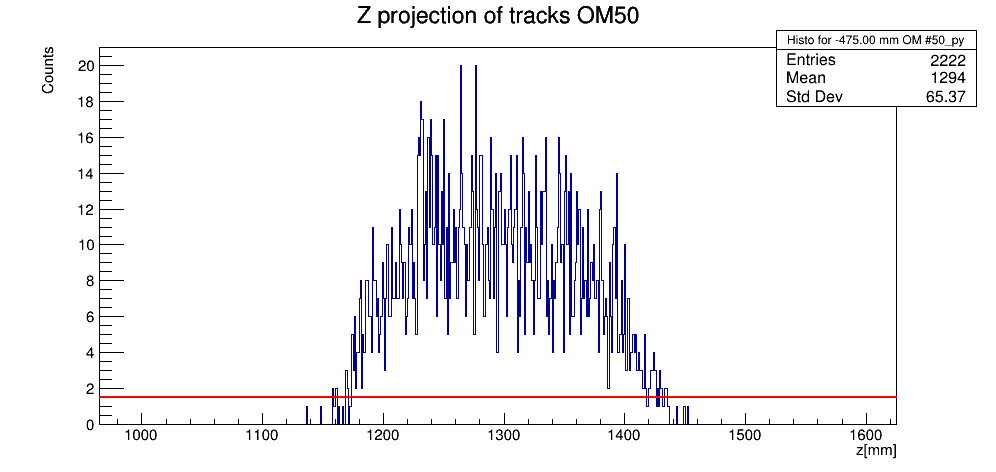 Z projection of tracks OM50
Histo for -475.00 mm OM #50_py
Entries 2222
Mean 1294
Std Dev 65.37
Counts
20
18
16
14
12
10
8
6
4
2
0
1000 1100 1200 1300 1400 1500 1600
z[mm]